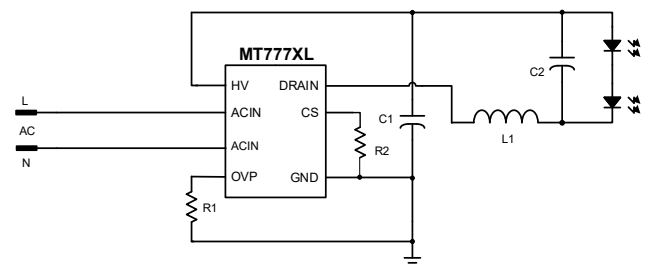 MT777XL
HV
DRAIN
C2
L
ACIN
CS
C1
AC
L1
ACIN
R2
N
OVP
GND
R1